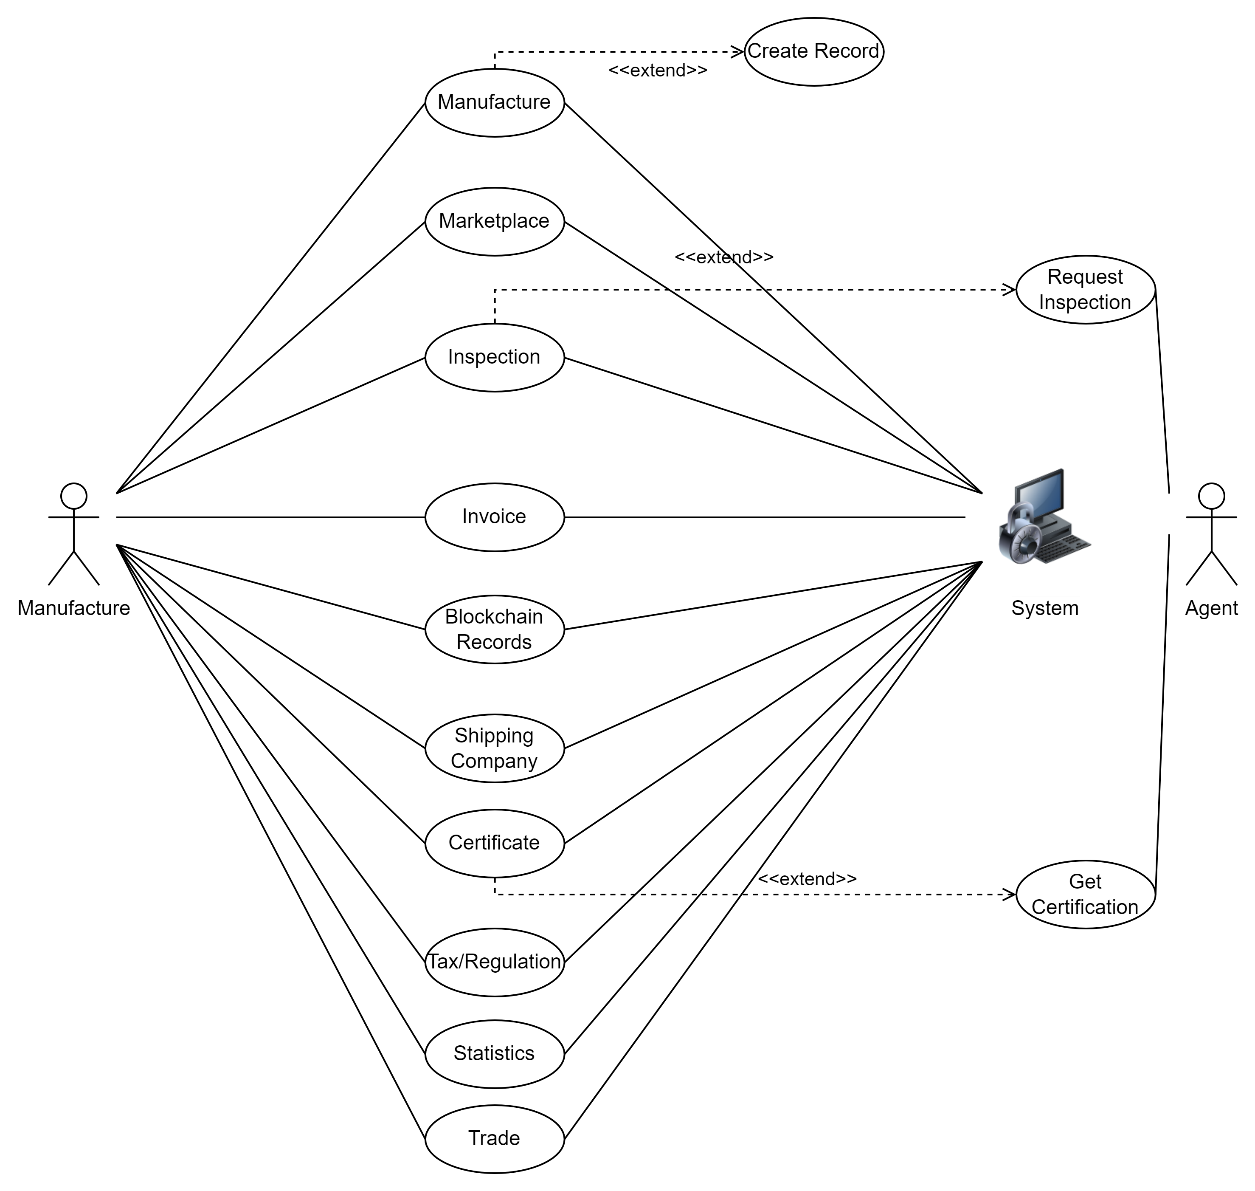 Create Record
<<extend>>
Manufacture
Marketplace
<<extend>>
Request
Inspection
Inspection
Invoice
Manufacture
System
Agent
Blockchain
Records
Shipping
Company
Certificate
<<extend>>
Get
Certification
Tax/Regulation
Statistics
Trade